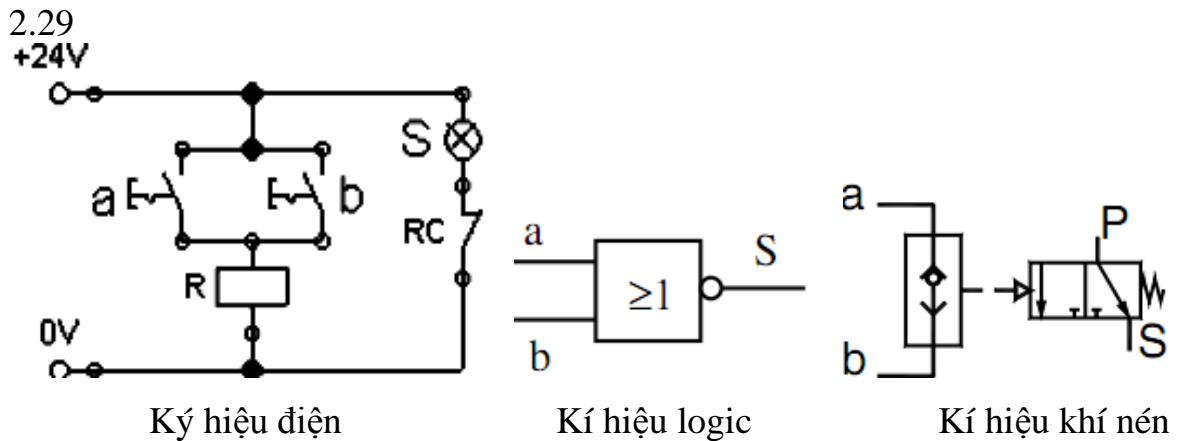 2.29
+24V
S
a
b
RC
R
0V
a
b
≥1
S
a
b
P
S
Ký hiệu điện
Kí hiệu logic
Kí hiệu khí nén